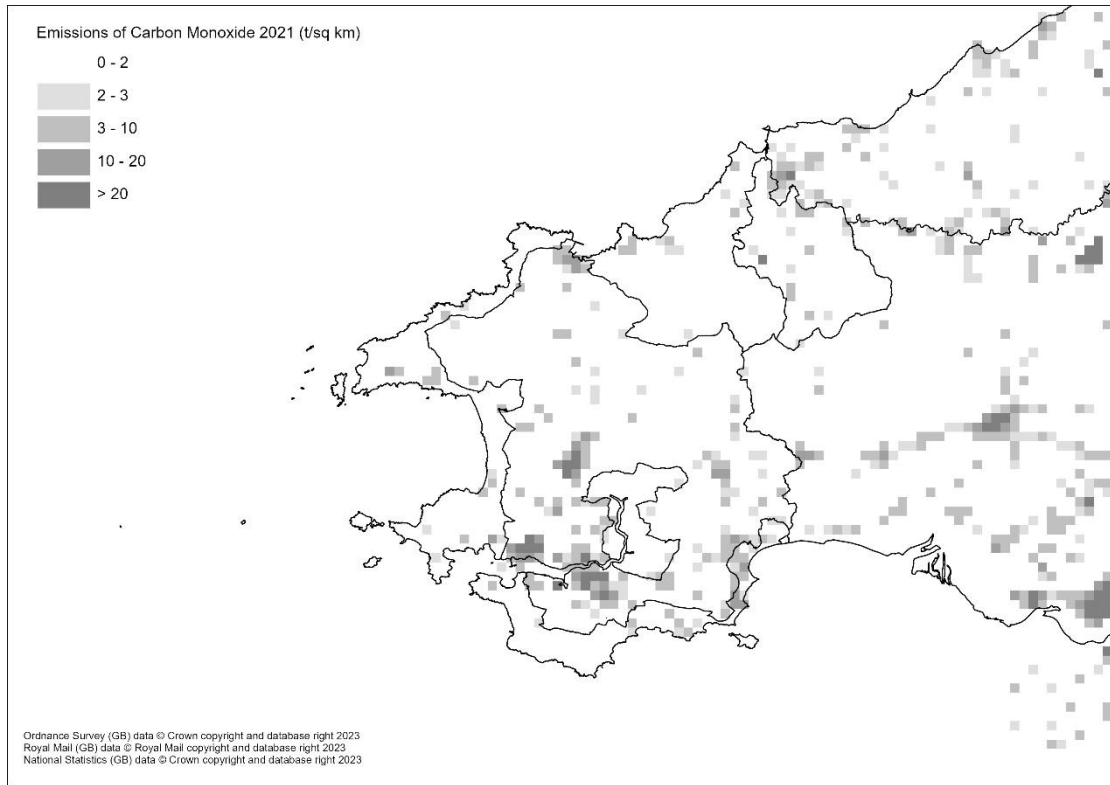 Emissions of Carbon Monoxide 2021 (t/sq km)
0 - 2
2 - 3
3 - 10
10 - 20
> 20
Ordnance Survey (GB) data © Crown copyright and database right 2023
Royal Mail (GB) data © Royal Mail copyright and database right 2023
National Statistics (GB) data © Crown copyright and database right 2023